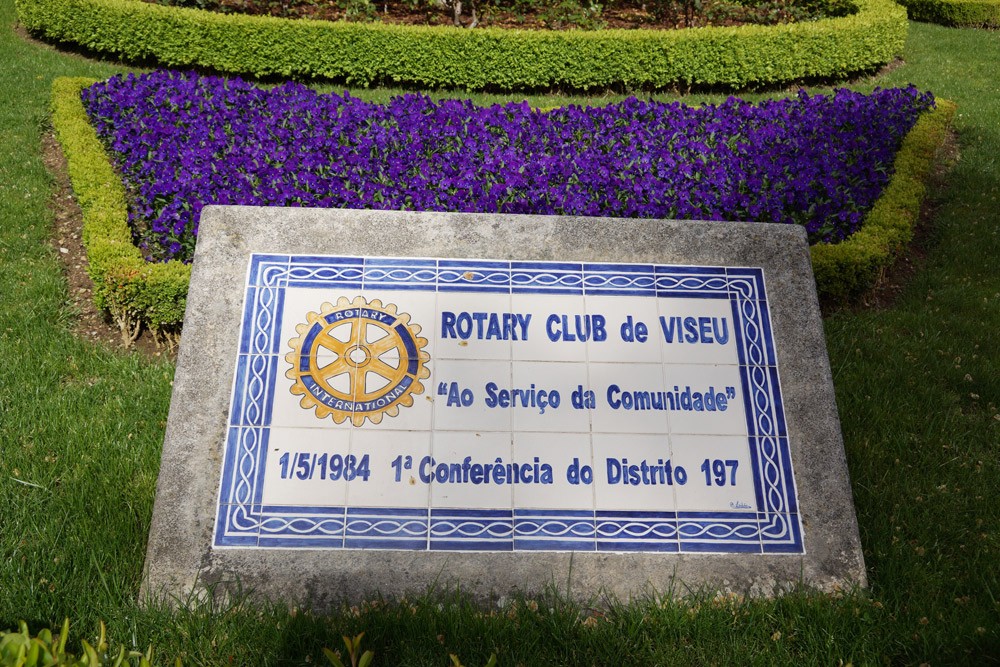 ROTARY
INTERNATIONAL
ROTARY CLUB de VISEU
“Ao Serviço da Comunidade”
1/5/1984 1ª Conferência do Distrito 197